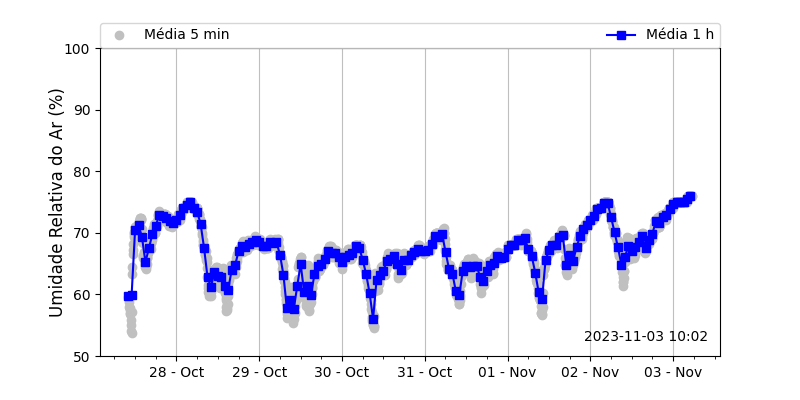 Média 5 min
Média 1 h
Umidade Relativa do Ar (%)
100
90
80
70
60
50
2023-11-03 10:02
28 - Oct
29 - Oct
30 - Oct
31 - Oct
01 - Nov
02 - Nov
03 - Nov